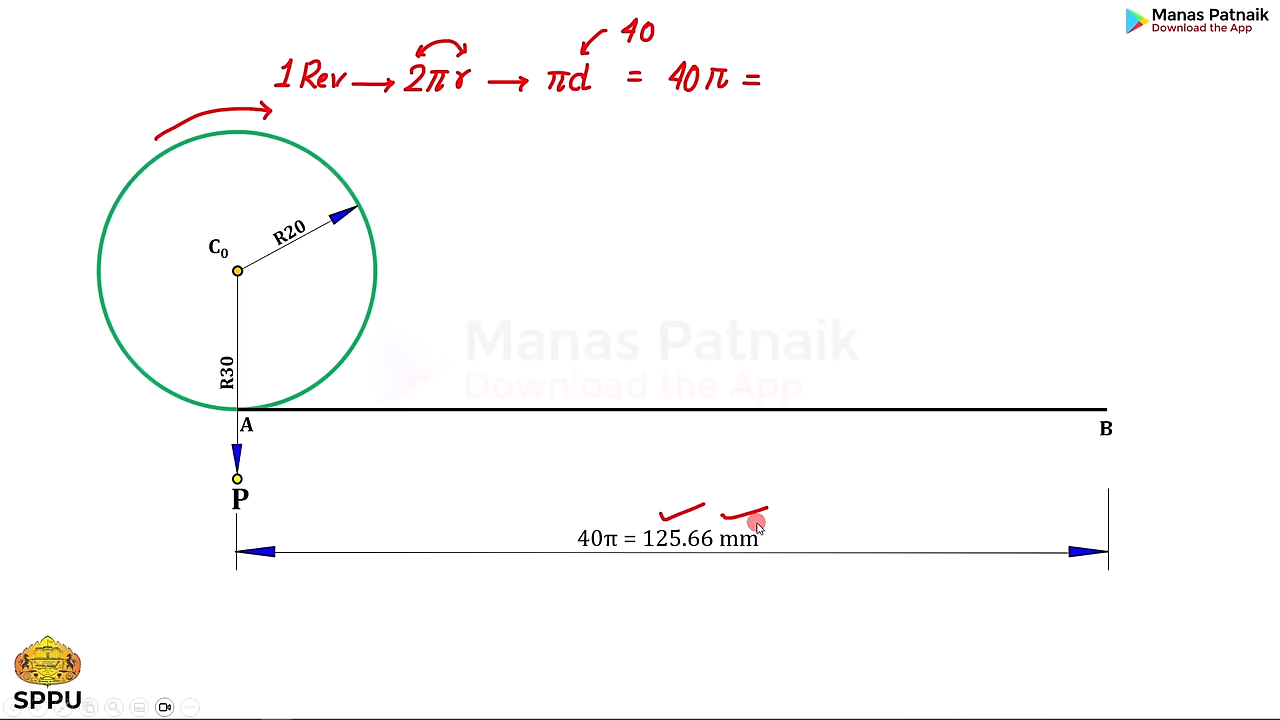 Manas Patnaik
Download the App
40
1 Rev → 2πr → πd = 40π =
R20
C₀
R30
Manas Patnaik
Download the App
A
B
P
40π = 125.66 mm
SPPU